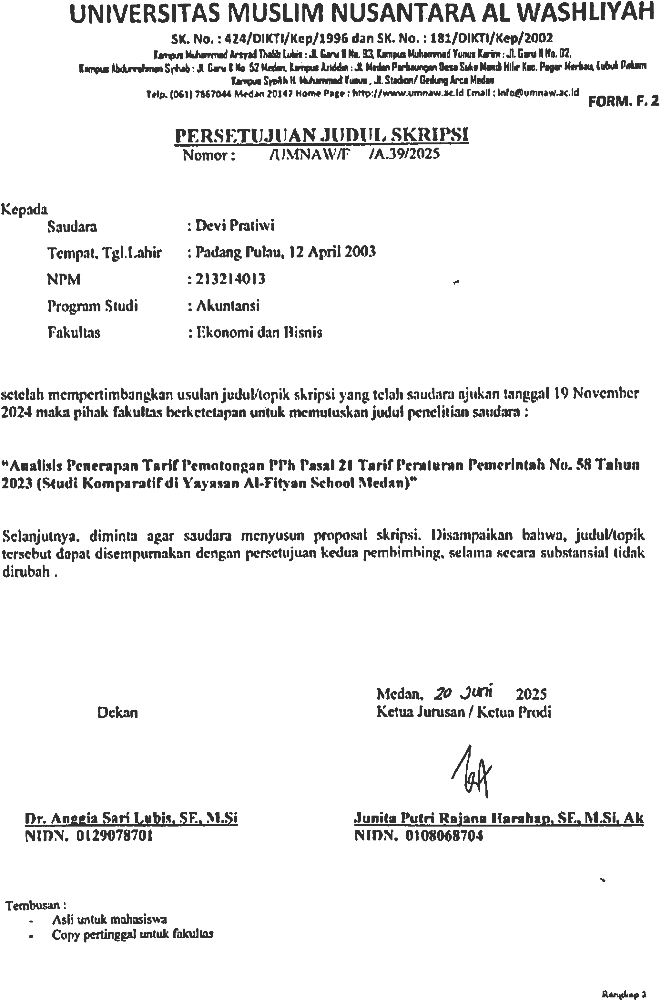 UNIVERSITAS MUSLIM NUSANTARA AL WASHLIYAH
SK. No. : 424/DIKTI/Kep/1996 dan SK. No. : 181/DIKTI/Kep/2002
Kampus Muhammad Arsyad Thalib Lubis : Jl. Garu II No. 93, Kampus Muhammad Yunus Karim : Jl. Garu II No. 02,
Kampus Abdurrahman Syihab : Jl Garu II No 52 Medan, Kampus Aziddin : Jl. Medan Perbaungan Desa Suka Mandi Hilir Kec. Pagar Merbau, Lubuk Pakam
Kampus Syeikh H Muhammad Yunus , Jl. Stadion/ Gedung Arca Medan
Telp. (061) 7867044 Medan 20147 Home Page : http://www.umnaw.ac.id Email : info@umnaw.ac.id
FORM. F. 2
PERSETUJUAN JUDUL SKRIPSI
Nomor : /UMNAW/F /A.39/2025
Kepada
Saudara : Devi Pratiwi
Tempat, Tgl.Lahir : Padang Pulau, 12 April 2003
NPM : 213214013
Program Studi : Akuntansi
Fakultas : Ekonomi dan Bisnis
setelah mempertimbangkan usulan judul/topik skripsi yang telah saudara ajukan tanggal 19 November
2024 maka pihak fakultas berketetapan untuk memutuskan judul penelitian saudara :
"Analisis Penerapan Tarif Pemotongan PPh Pasal 21 Tarif Peraturan Pemerintah No. 58 Tahun
2023 (Studi Komparatif di Yayasan Al-Fityan School Medan)"
Selanjutnya, diminta agar saudara menyusun proposal skripsi. Disampaikan bahwa, judul/topik
tersebut dapat disempurnakan dengan persetujuan kedua pembimbing, selama secara substansial tidak
dirubah .
Medan, 20 Juni 2025
Dekan
Ketua Jurusan / Ketua Prodi
Dr. Anggia Sari Lubis, SE, M.Si
NIDN. 0129078701
Junita Putri Rajana Harahap, SE, M.Si, Ak
NIDN. 0108068704
Tembusan :
- Asli untuk mahasiswa
- Copy pertinggal untuk fakultas
Rangkap 2